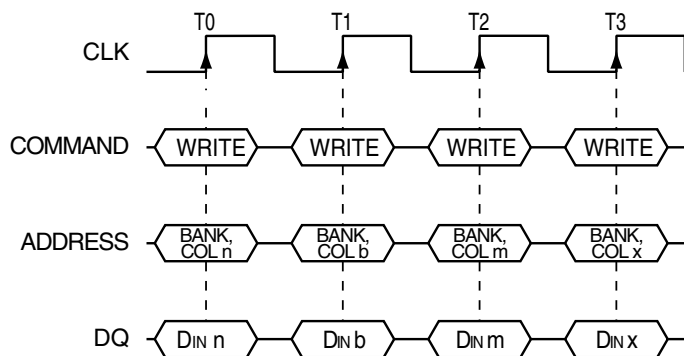 T0 T1 T2 T3
CLK
COMMAND WRITE WRITE WRITE WRITE
ADDRESS BANK, COL n BANK, COL b BANK, COL m BANK, COL x
DQ DIN n DIN b DIN m DIN x